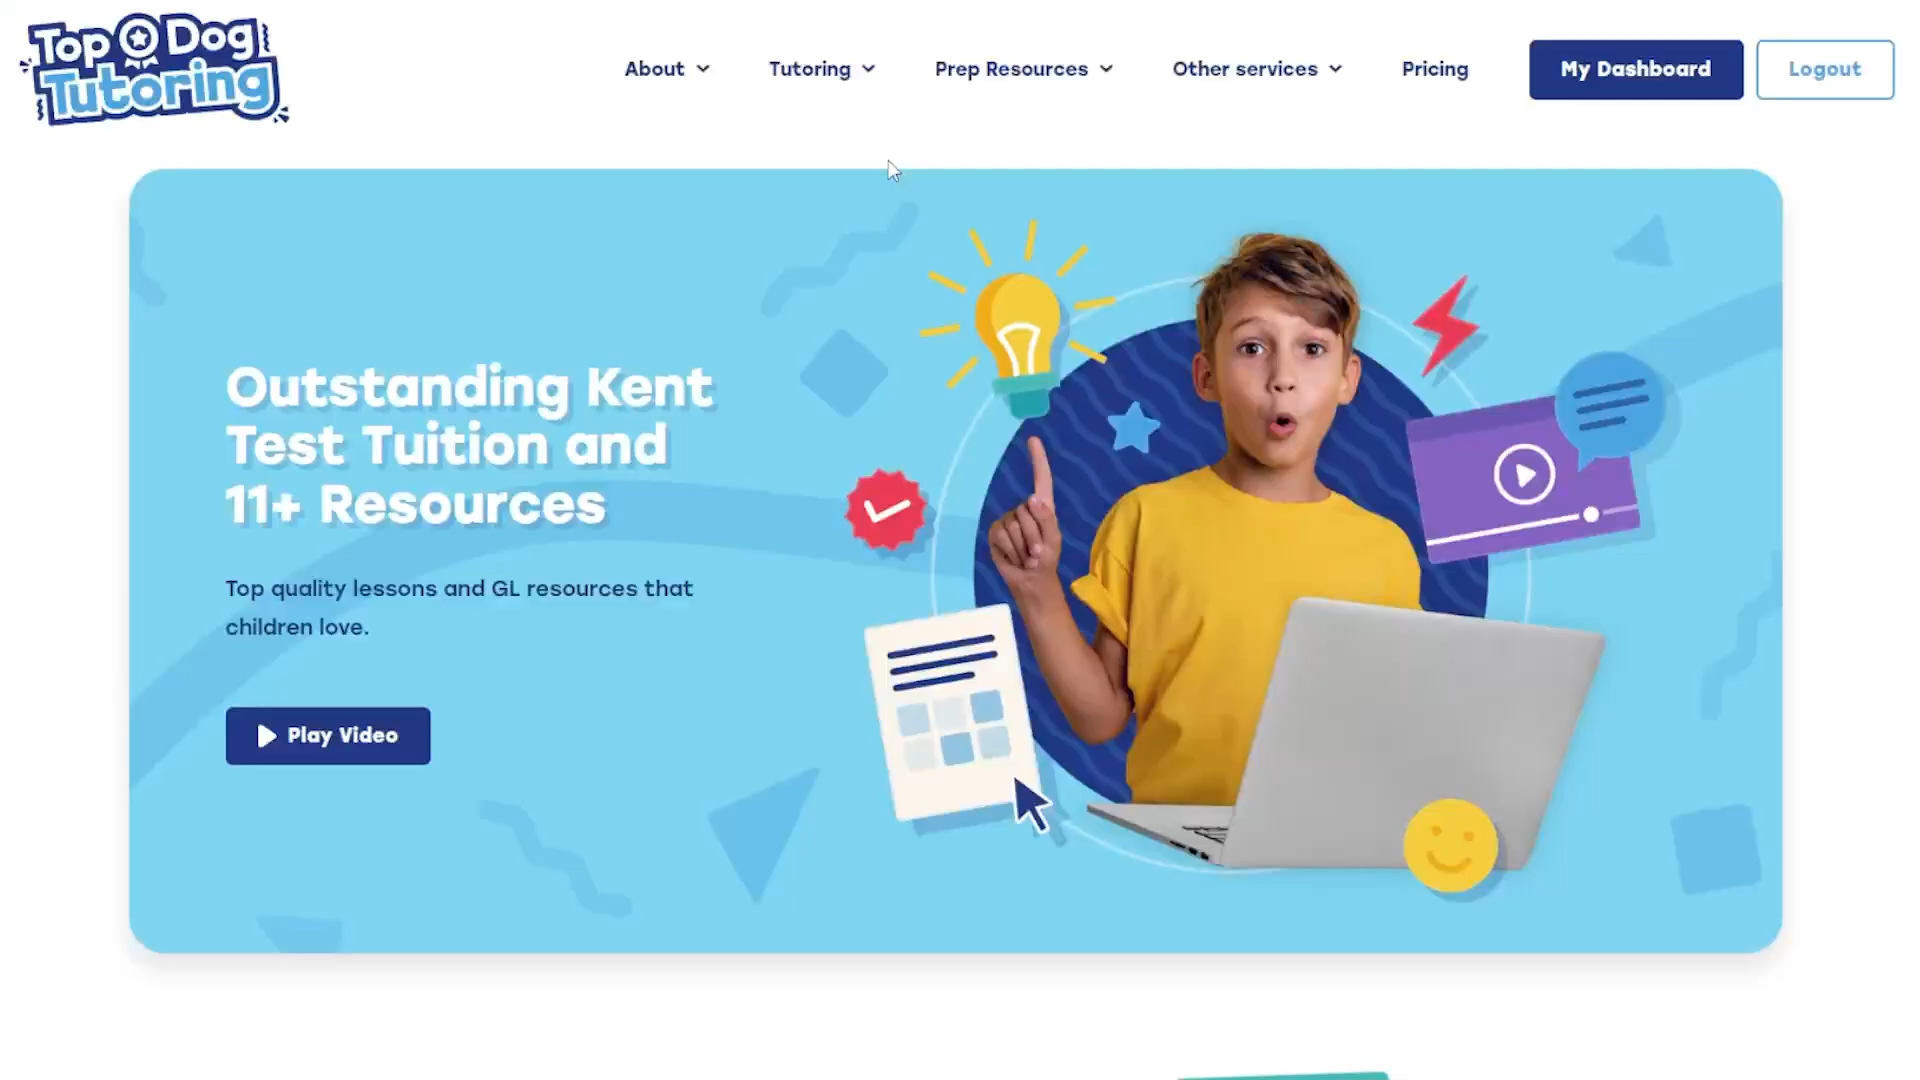 Top Dog
Tutoring
About
Tutoring
Prep Resources
Other services
Pricing
My Dashboard
Logout
Outstanding Kent
Test Tuition and
11+ Resources
Top quality lessons and GL resources that
children love.
Play Video